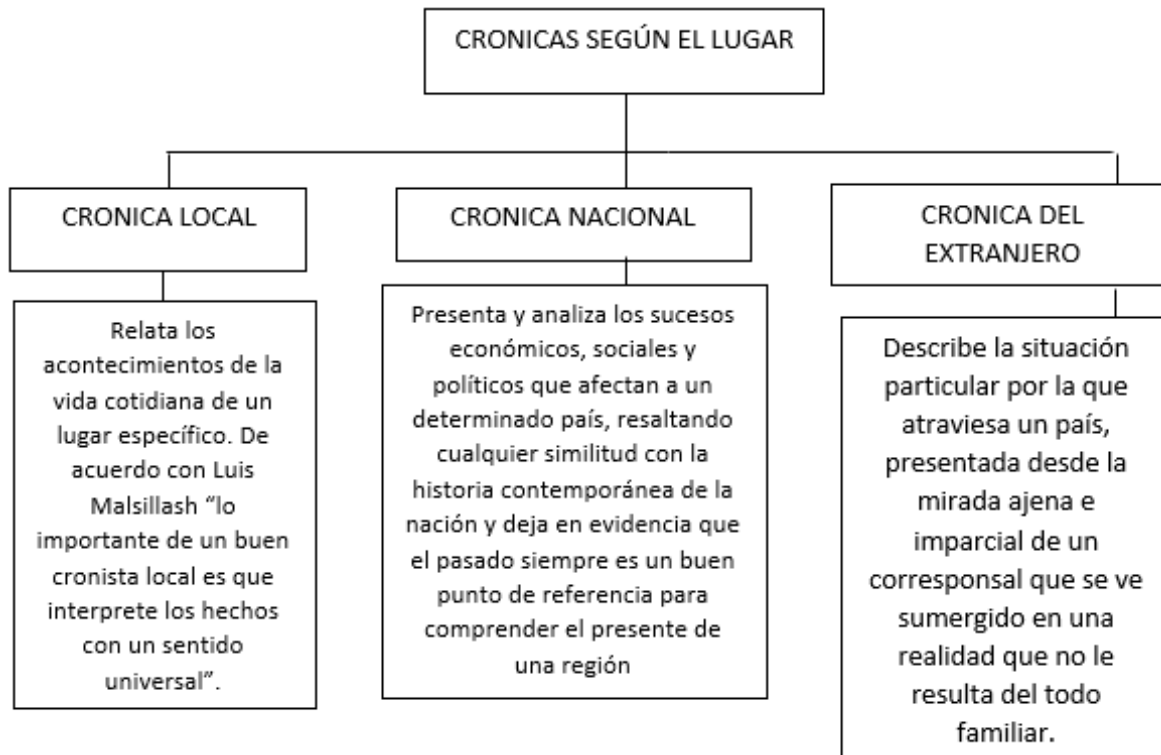 CRONICAS SEGÚN EL LUGAR
CRONICA LOCAL
Relata los
acontecimientos de la
vida cotidiana de un
lugar específico. De
acuerdo con Luis
Malsillash “lo
importante de un buen
cronista local es que
interprete los hechos
con un sentido
universal”.
CRONICA NACIONAL
Presenta y analiza los sucesos
económicos, sociales y
políticos que afectan a un
determinado país, resaltando
cualquier similitud con la
historia contemporánea de la
nación y deja en evidencia que
el pasado siempre es un buen
punto de referencia para
comprender el presente de
una región
CRONICA DEL
EXTRANJERO
Describe la situación
particular por la que
atraviesa un país,
presentada desde la
mirada ajena e
imparcial de un
corresponsal que se ve
sumergido en una
realidad que no le
resulta del todo
familiar.